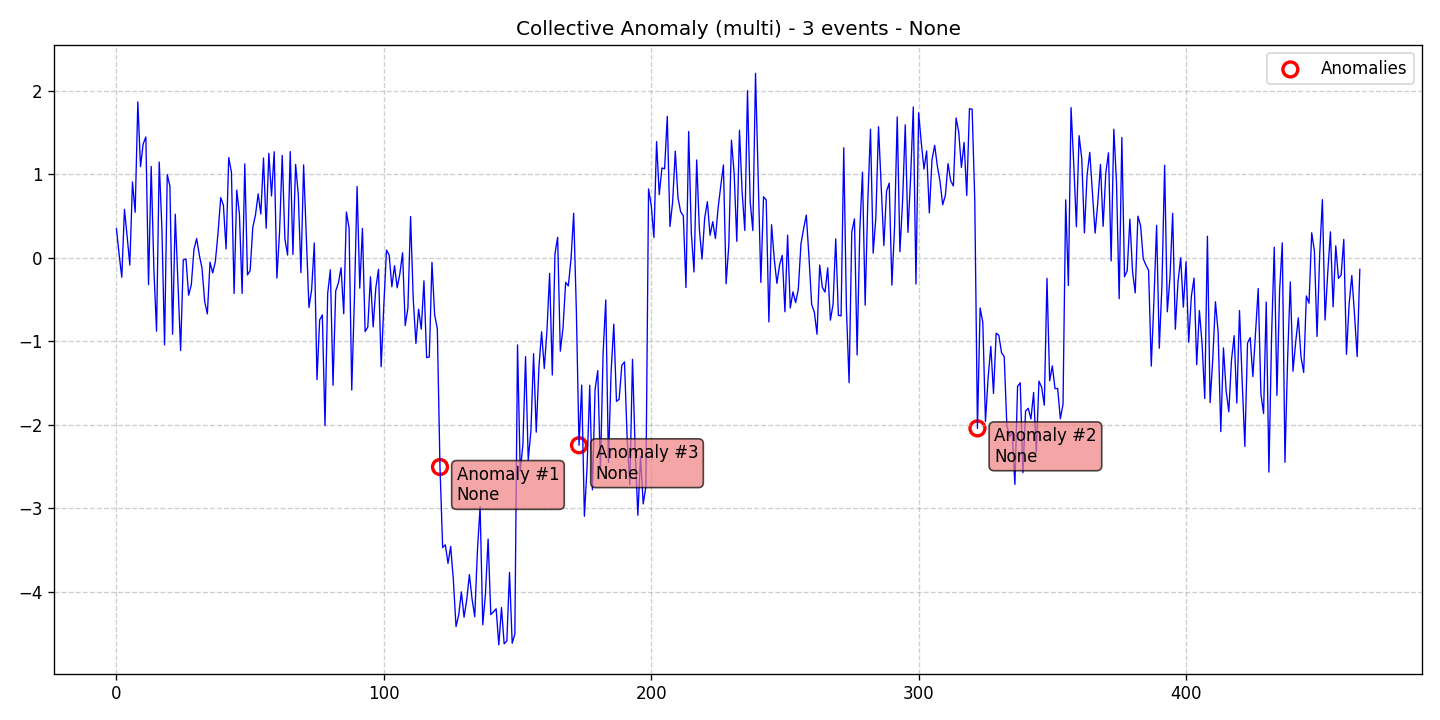 Collective Anomaly (multi) - 3 events - None
Anomalies
2
1
0
−1
−2
−3
−4
Anomaly #1
None
Anomaly #3
None
Anomaly #2
None
0
100
200
300
400